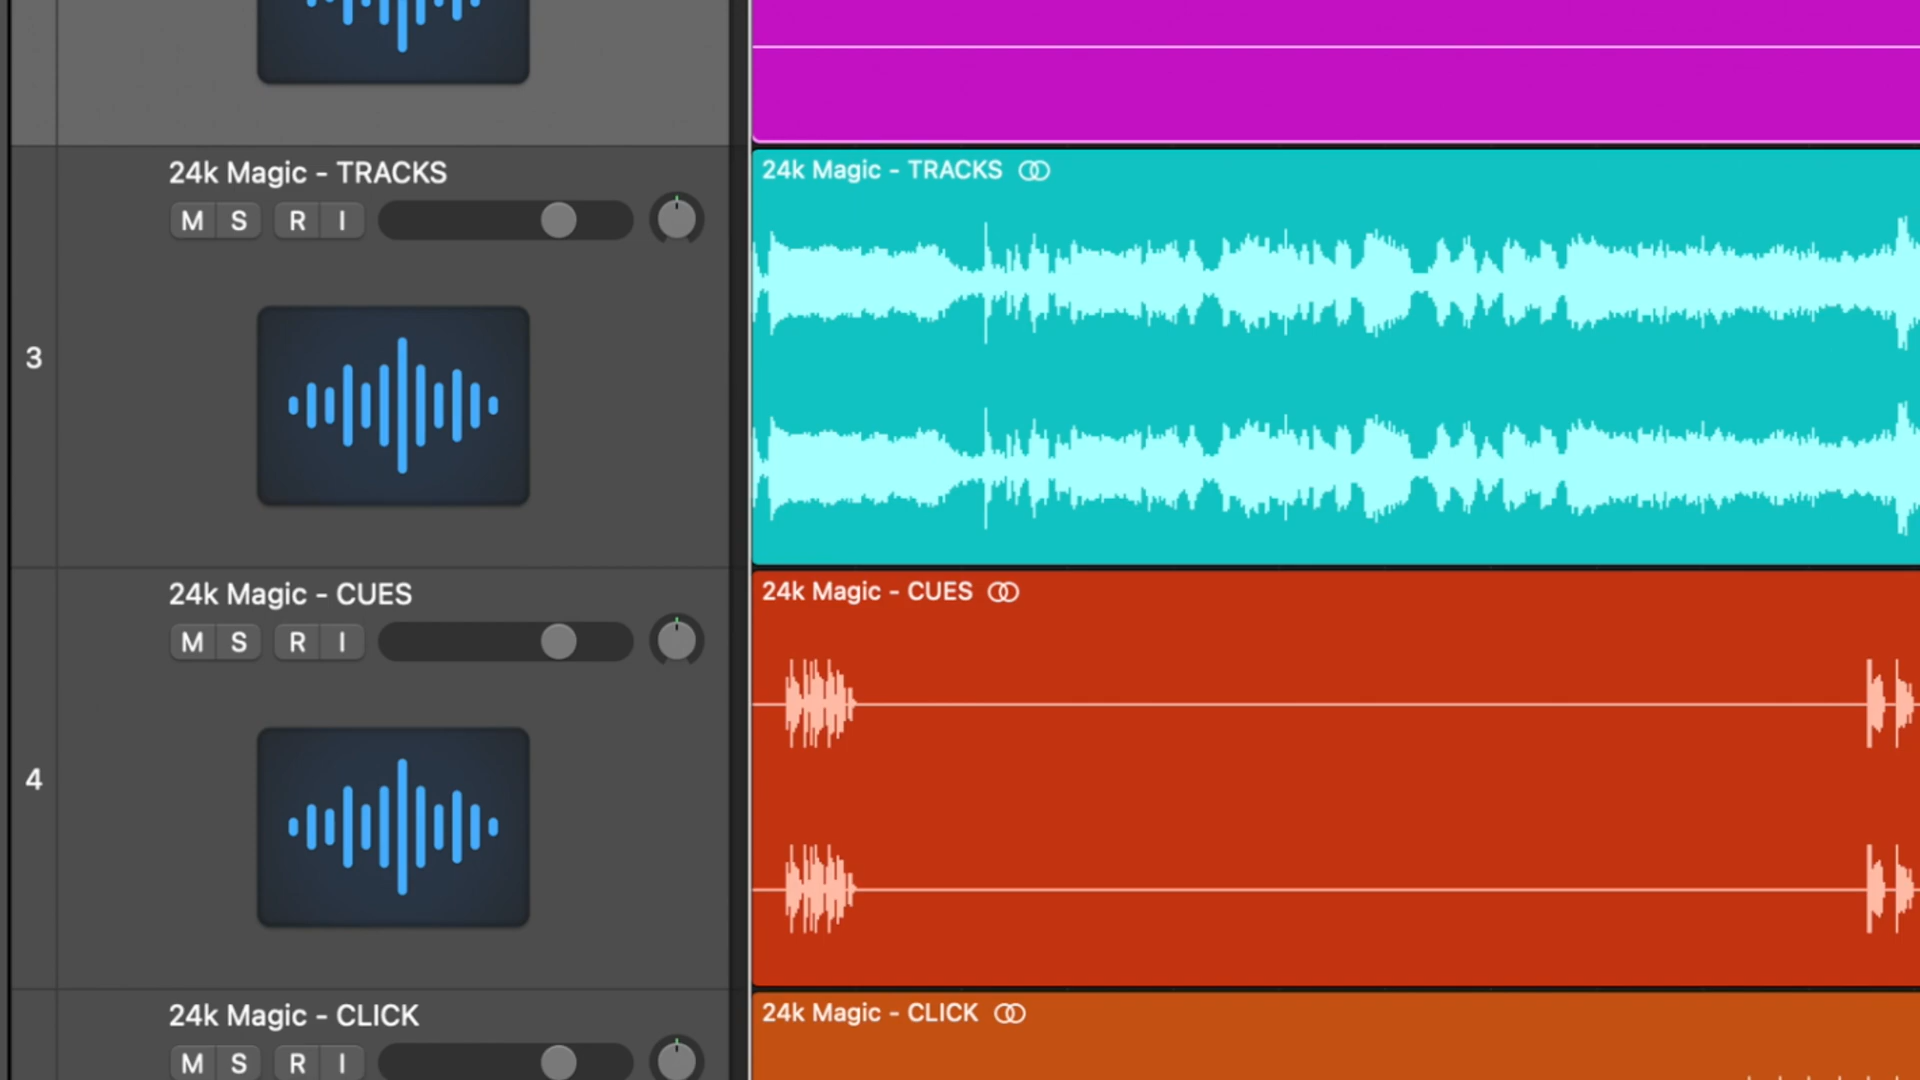 24k Magic - TRACKS
M S R I
24k Magic - TRACKS
3
24k Magic - CUES
M S R I
24k Magic - CUES
4
24k Magic - CLICK
M S R I
24k Magic - CLICK